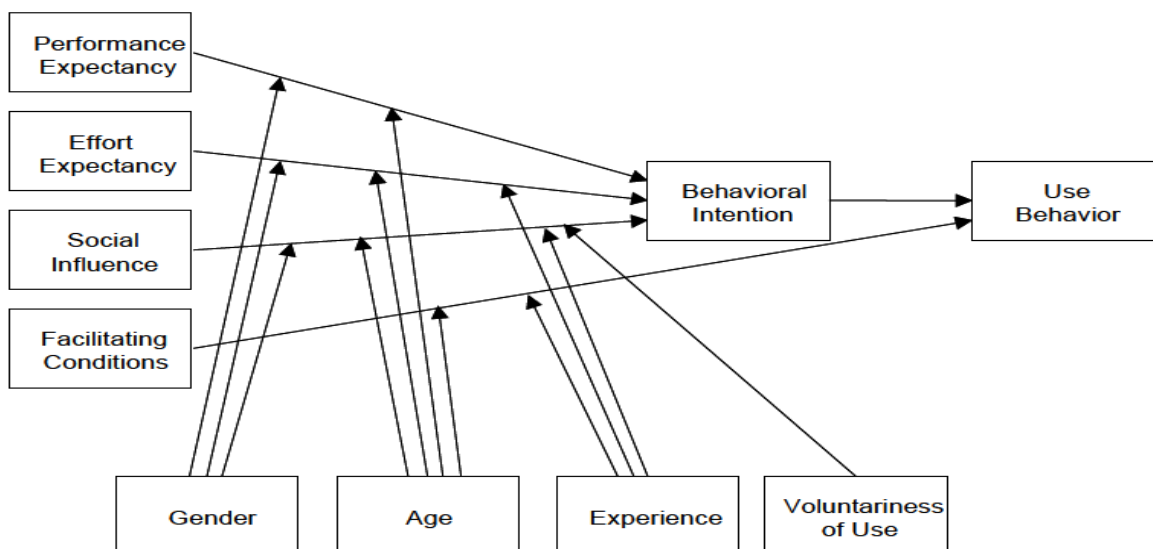 Performance
Expectancy
Effort
Expectancy
Social
Influence
Facilitating
Conditions
Behavioral
Intention
Use
Behavior
Gender
Age
Experience
Voluntariness
of Use